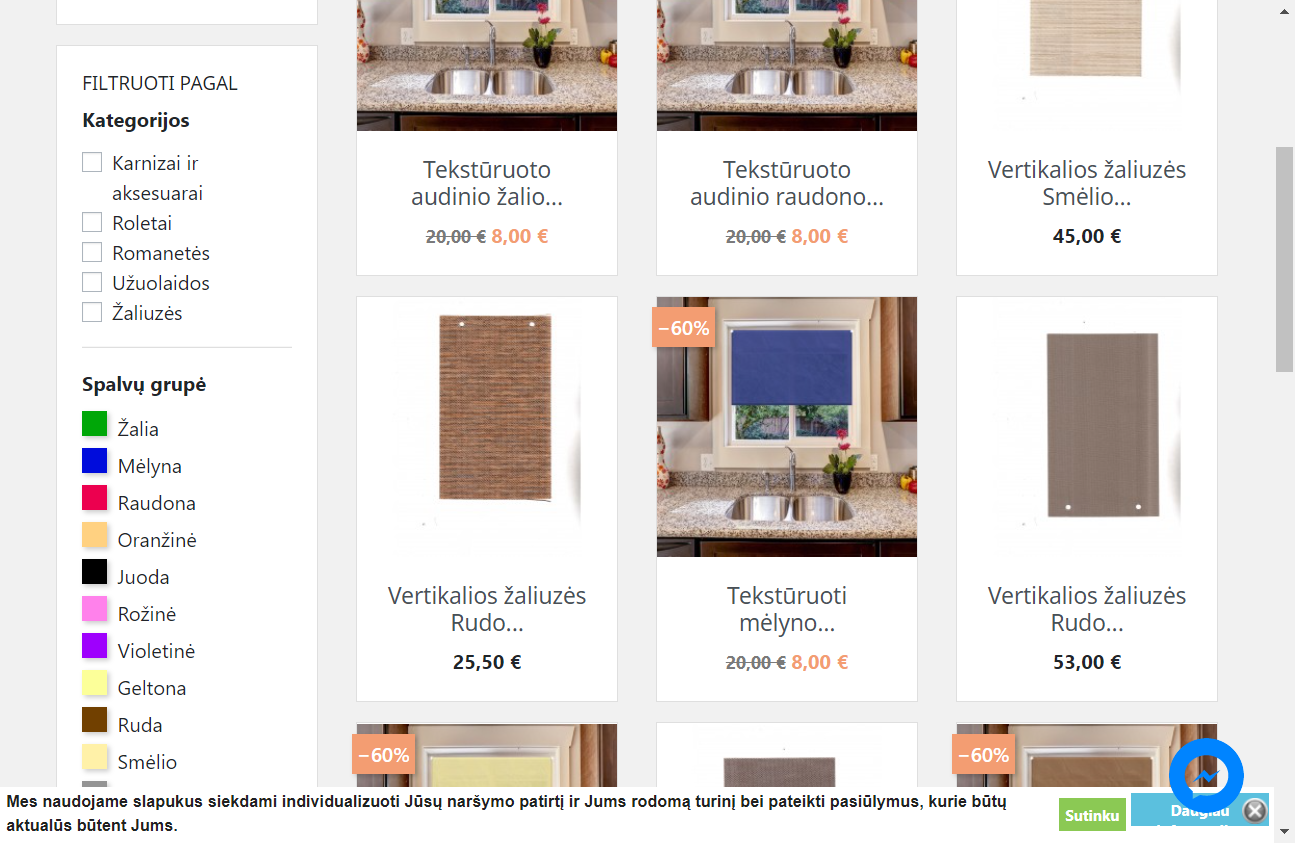 FILTRUOTI PAGAL
Kategorijos
Karnizai ir
aksesuarai
Roletai
Romanetės
Užuolaidos
Žaliuzės
Spalvų grupė
Žalia
Mėlyna
Raudona
Oranžinė
Juoda
Rožinė
Violetinė
Geltona
Ruda
Smėlio
Tekstūruoto
audinio žalio...
20,00 € 8,00 €
Tekstūruoto
audinio raudono...
20,00 € 8,00 €
Vertikalios žaliuzės
Smėlio...
45,00 €
Vertikalios žaliuzės
Rudo...
25,50 €
−60%
Tekstūruoti
mėlyno...
20,00 € 8,00 €
Vertikalios žaliuzės
Rudo...
53,00 €
−60%
−60%
Mes naudojame slapukus siekdami individualizuoti Jūsų naršymo patirtį ir Jums rodomą turinį bei pateikti pasiūlymus, kurie būtų
aktualūs būtent Jums.
Sutinku
Daugiau